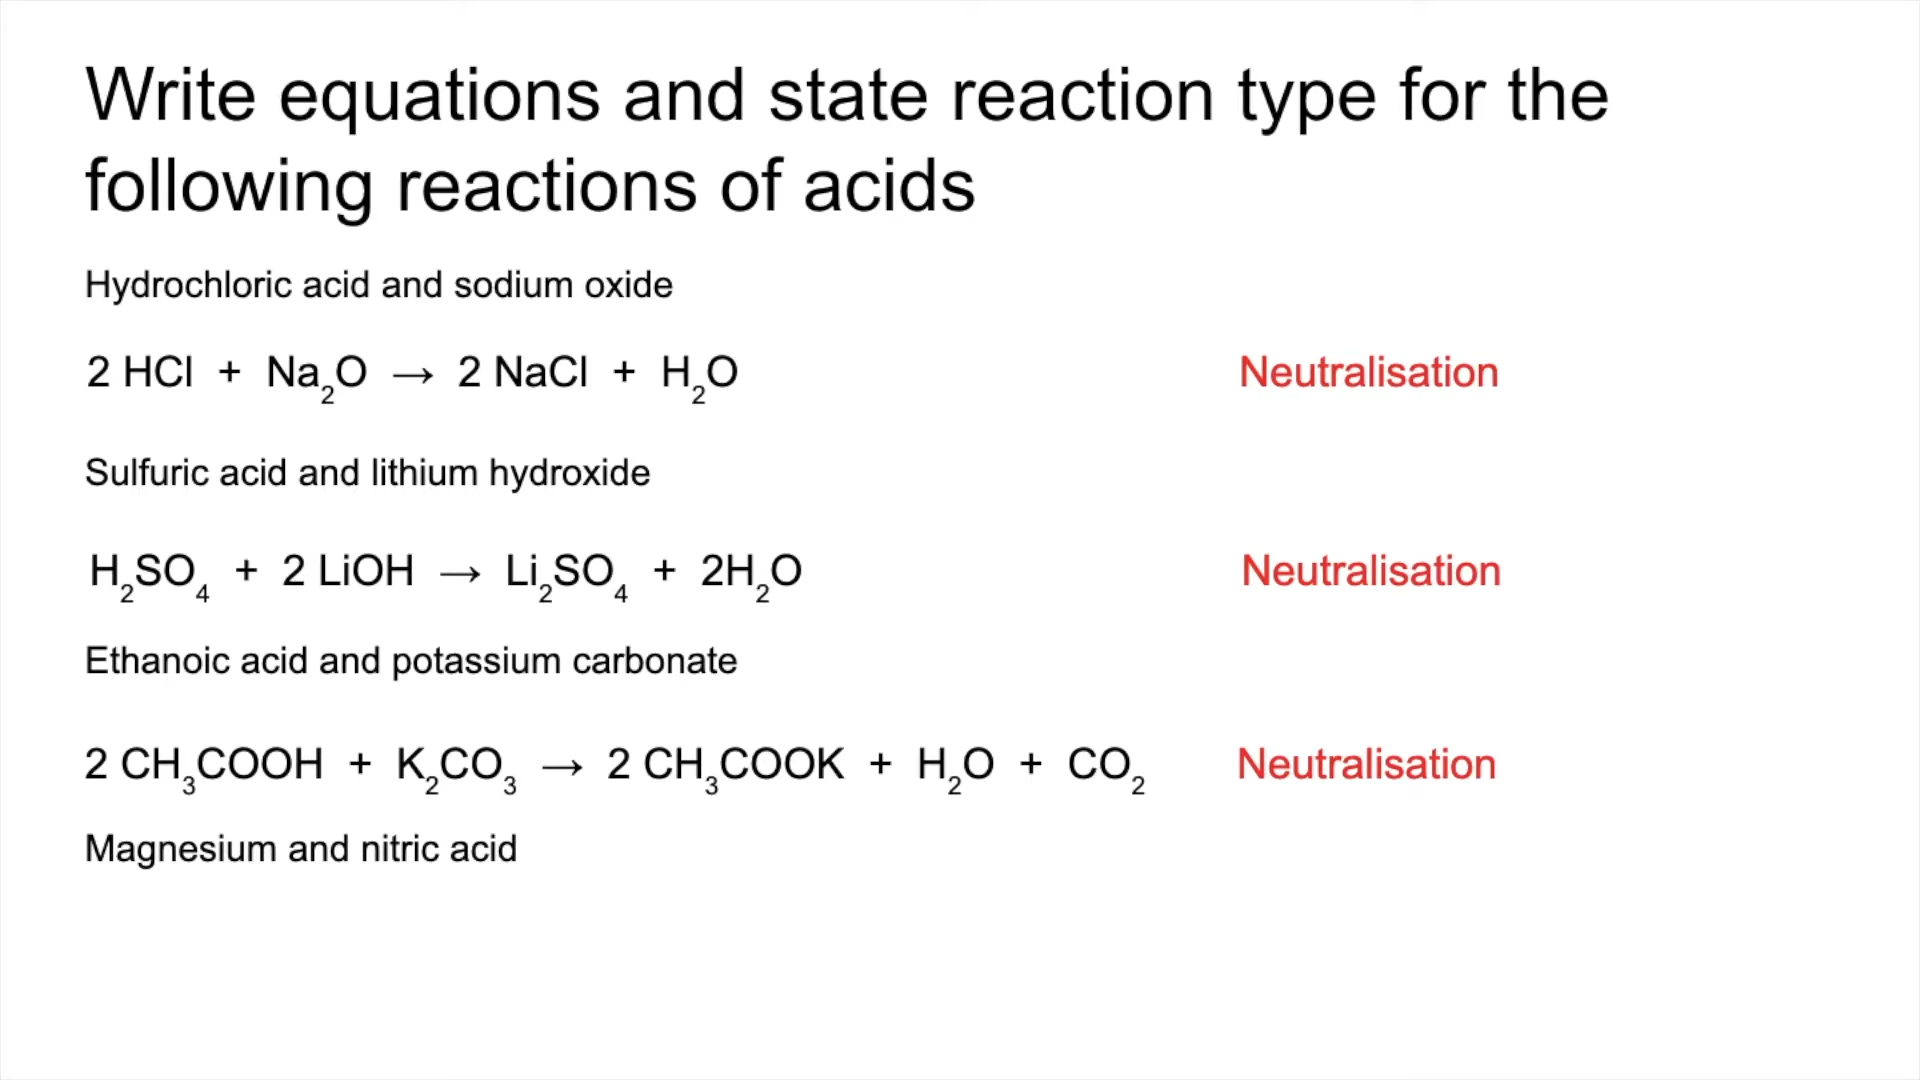 Write equations and state reaction type for the
following reactions of acids
Hydrochloric acid and sodium oxide
2 HCl + Na₂O → 2 NaCl + H₂O Neutralisation
Sulfuric acid and lithium hydroxide
H₂SO₄ + 2 LiOH → Li₂SO₄ + 2H₂O Neutralisation
Ethanoic acid and potassium carbonate
2 CH₃COOH + K₂CO₃ → 2 CH₃COOK + H₂O + CO₂ Neutralisation
Magnesium and nitric acid